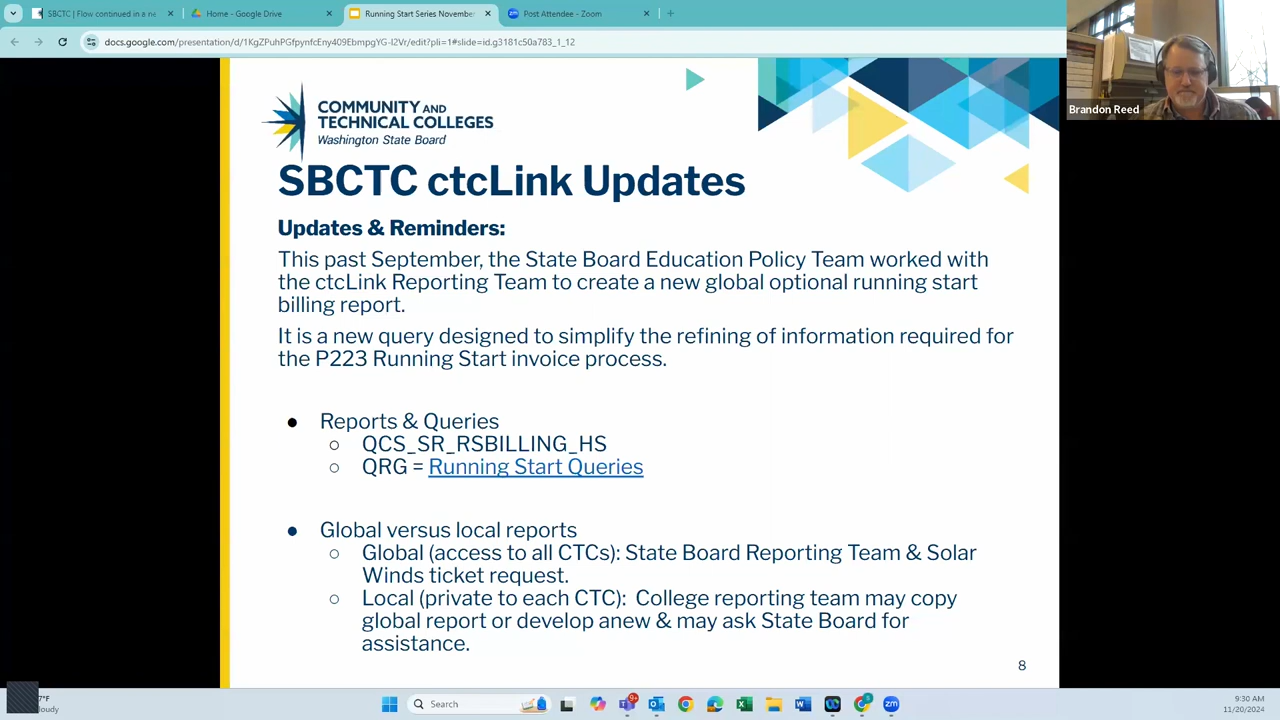 SBCTC | Flow continued in a ne
Home - Google Drive
Running Start Series November
Post Attendee - Zoom
docs.google.com/presentation/d/1KgZPuhPGfpynfcEny409EbmpgYG-I2Vr/edit?pli=1#slide=id.g3181c50a783_1_12
Brandon Reed
COMMUNITY AND
TECHNICAL COLLEGES
Washington State Board
SBCTC ctcLink Updates
Updates & Reminders:
This past September, the State Board Education Policy Team worked with
the ctcLink Reporting Team to create a new global optional running start
billing report.
It is a new query designed to simplify the refining of information required for
the P223 Running Start invoice process.
● Reports & Queries
○ QCS_SR_RSBILLING_HS
○ QRG = Running Start Queries
● Global versus local reports
○ Global (access to all CTCs): State Board Reporting Team & Solar
Winds ticket request.
○ Local (private to each CTC): College reporting team may copy
global report or develop anew & may ask State Board for
assistance.
8
7°F
loudy
Search
9+
9:30 AM
11/20/2024